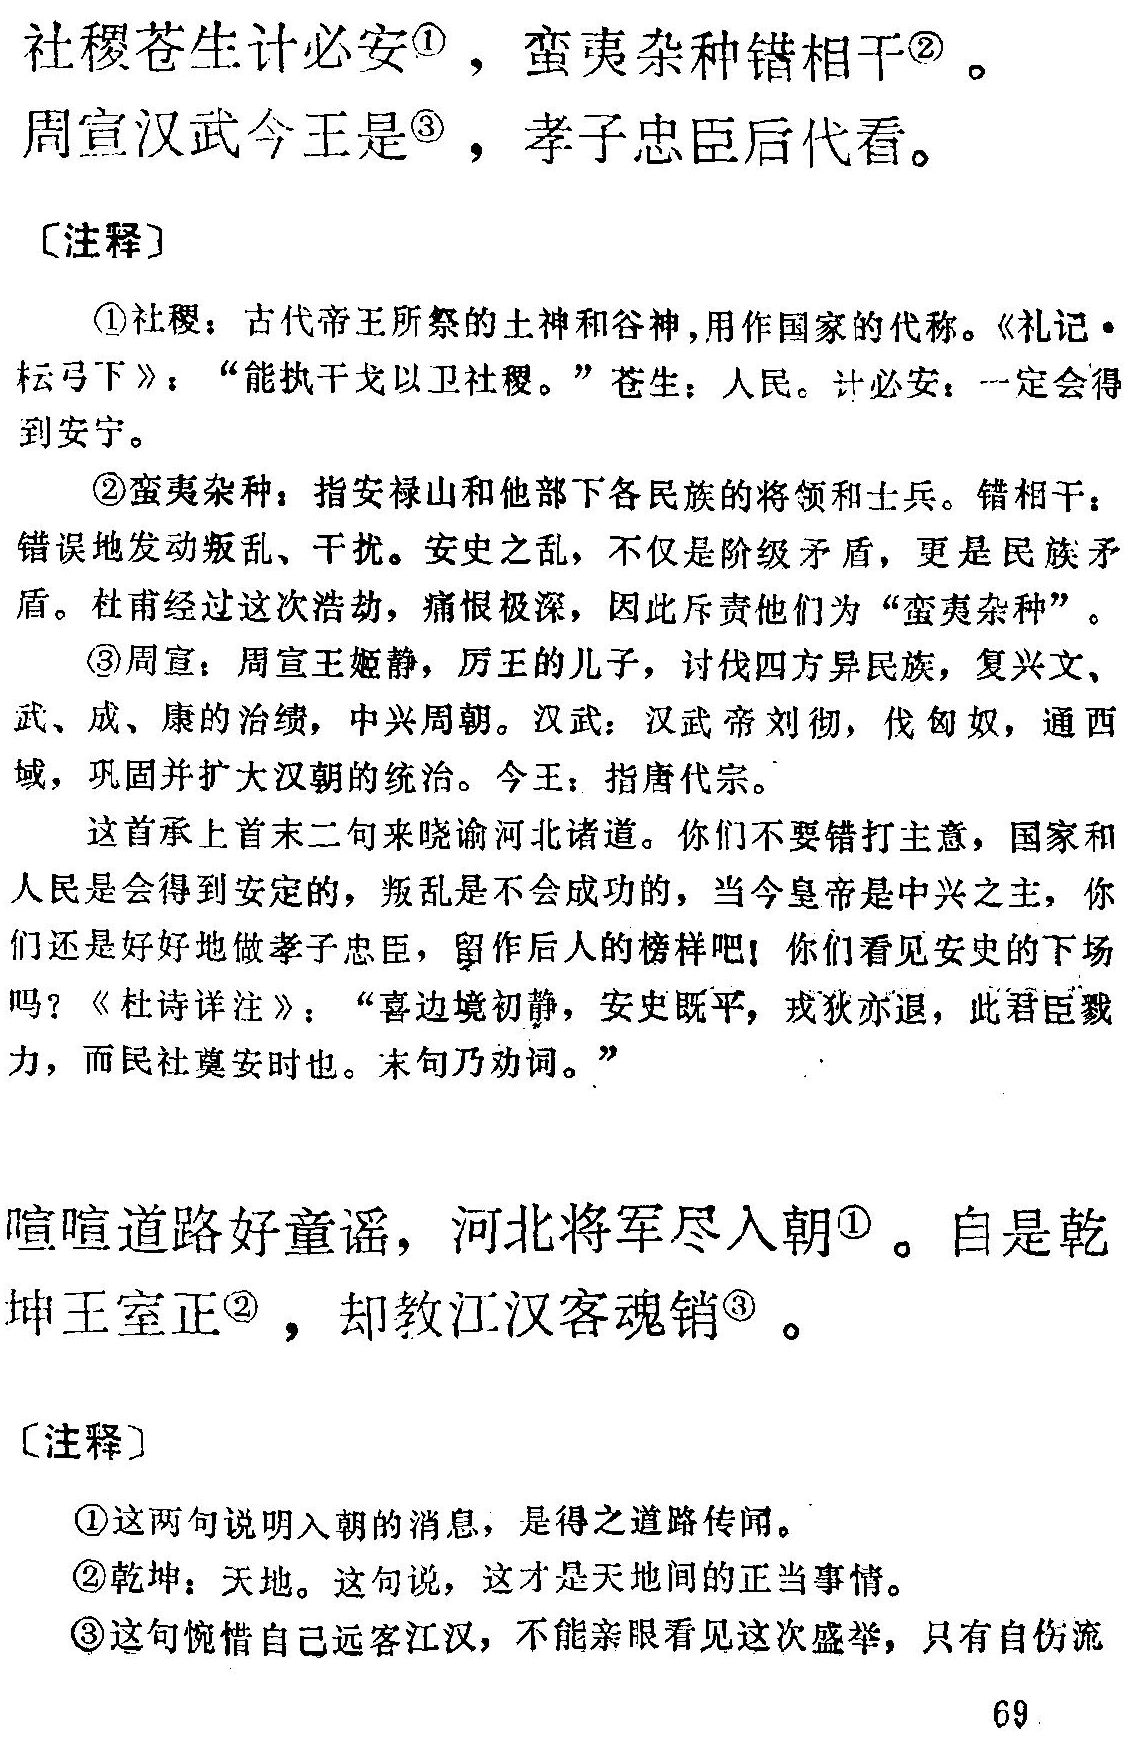 社稷苍生计必安①，蛮夷杂种错相干②。
周宣汉武今王是③，孝子忠臣后代看。
〔注释〕
①社稷：古代帝王所祭的土神和谷神，用作国家的代称。《礼记·
枟弓下》：“能执干戈以卫社稷。”苍生：人民。计必安：一定会得
到安宁。
②蛮夷杂种：指安禄山和他部下各民族的将领和士兵。错相干：
错误地发动叛乱、干扰。安史之乱，不仅是阶级矛盾，更是民族矛
盾。杜甫经过这次浩劫，痛恨极深，因此斥责他们为“蛮夷杂种”。
③周宣：周宣王姬静，厉王的儿子，讨伐四方异民族，复兴文、
武、成、康的治绩，中兴周朝。汉武：汉武帝刘彻，伐匈奴，通西
域，巩固并扩大汉朝的统治。今王：指唐代宗。
这首承上首末二句来晓谕河北诸道。你们不要错打主意，国家和
人民是会得到安定的，叛乱是不会成功的，当今皇帝是中兴之主，你
们还是好好地做孝子忠臣，留作后人的榜样吧！你们看见安史的下场
吗？《杜诗详注》：“喜边境初静，安史既平，戎狄亦退，此君臣戮
力，而民社奠安时也。末句乃劝词。”
喧喧道路好童谣，河北将军尽入朝①。自是乾
坤王室正②，却教江汉客魂销③。
〔注释〕
①这两句说明入朝的消息，是得之道路传闻。
②乾坤：天地。这句说，这才是天地间的正当事情。
③这句惋惜自己远客江汉，不能亲眼看见这次盛举，只有自伤流
69